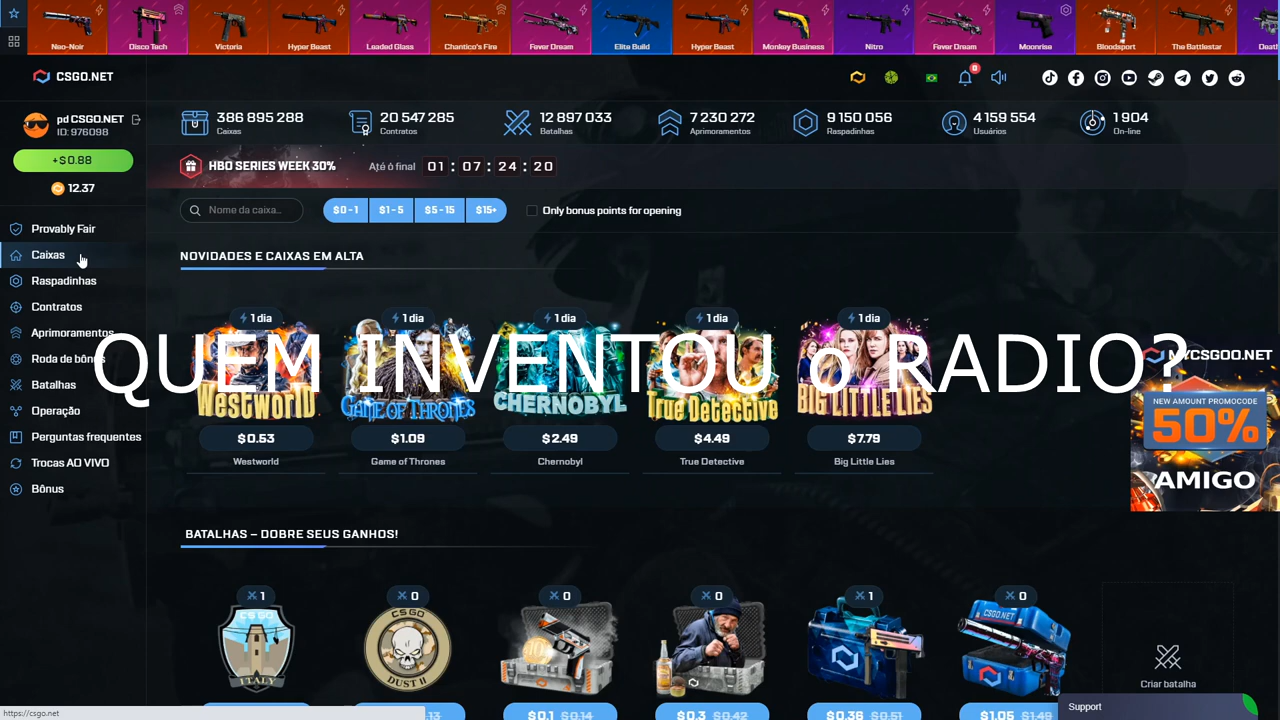 Neo-Noir
Disco Tech
Victoria
Hyper Beast
Leaded Glass
Chantico's Fire
Fever Dream
Elite Build
Hyper Beast
Monkey Business
Nitro
Fever Dream
Moonrise
Bloodsport
The Battlestar
CSGO.NET
pd CSGO.NET
ID: 976098
+$0.88
12.37
386 895 288
Caixas
20 547 285
Contratos
12 897 033
Batalhas
7 230 272
Aprimoramentos
9 150 056
Raspadinhas
4 159 554
Usuários
1 904
On-line
HBO SERIES WEEK 30%
Até o final
01 : 07 : 24 : 20
Nome da caixa...
$0 - 1
$1 - 5
$5 - 15
$15+
Only bonus points for opening
Provably Fair
Caixas
Raspadinhas
Contratos
Aprimoramentos
Roda de bônus
Batalhas
Operação
Perguntas frequentes
Trocas AO VIVO
Bônus
NOVIDADES E CAIXAS EM ALTA
1 dia
1 dia
1 dia
1 dia
1 dia
QUEM INVENTOU o RADIO?
Westworld
GAME OF THRONES
CHERNOBYL
True Detective
BIG LITTLE LIES
$0.53
$1.09
$2.49
$4.49
$7.79
Westworld
Game of Thrones
Chernobyl
True Detective
Big Little Lies
MYCSGOO.NET
NEW AMOUNT PROMOCODE
50%
AMIGO
BATALHAS – DOBRE SEUS GANHOS!
1
0
0
0
1
0
CS GO
ITALY
CS GO
DUST II
CSGO.NET
Criar batalha
$0.1 $0.14
$0.3 $0.42
$0.36 $0.51
$1.05 $1.49
https://csgo.net
Support